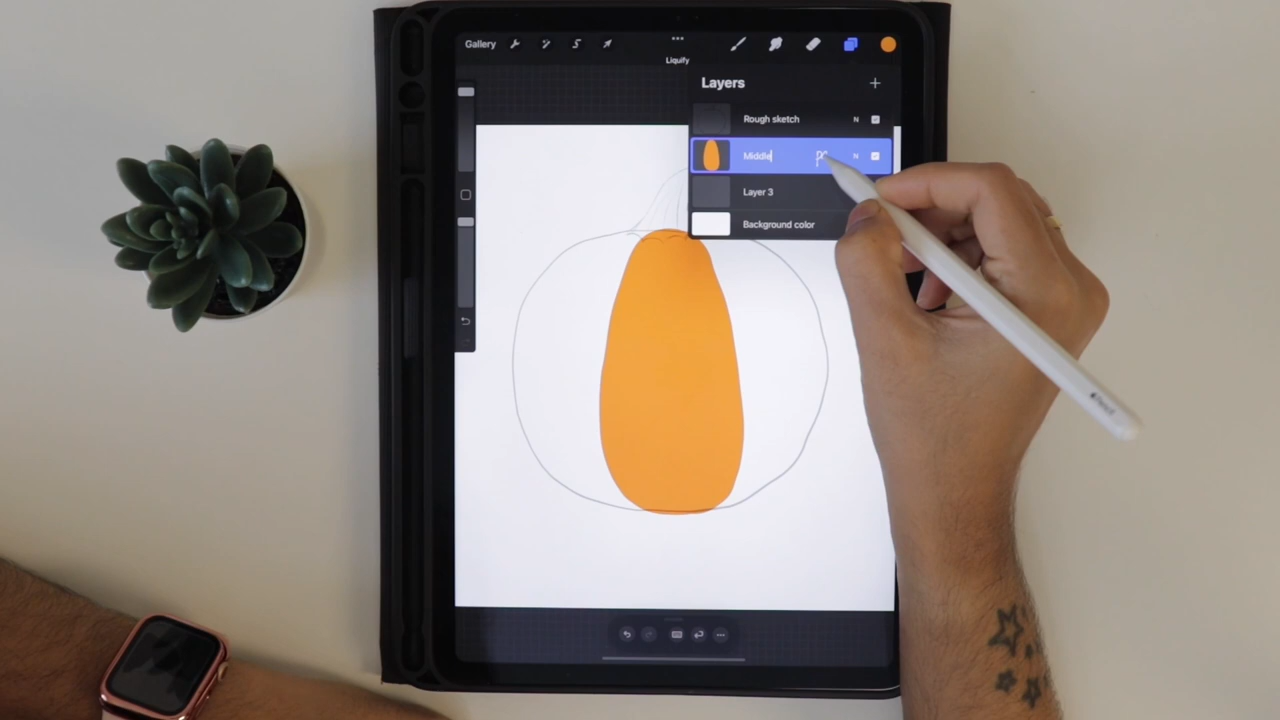 Gallery
Liquify
Layers
Rough sketch N
Middle N
Layer 3
Background color